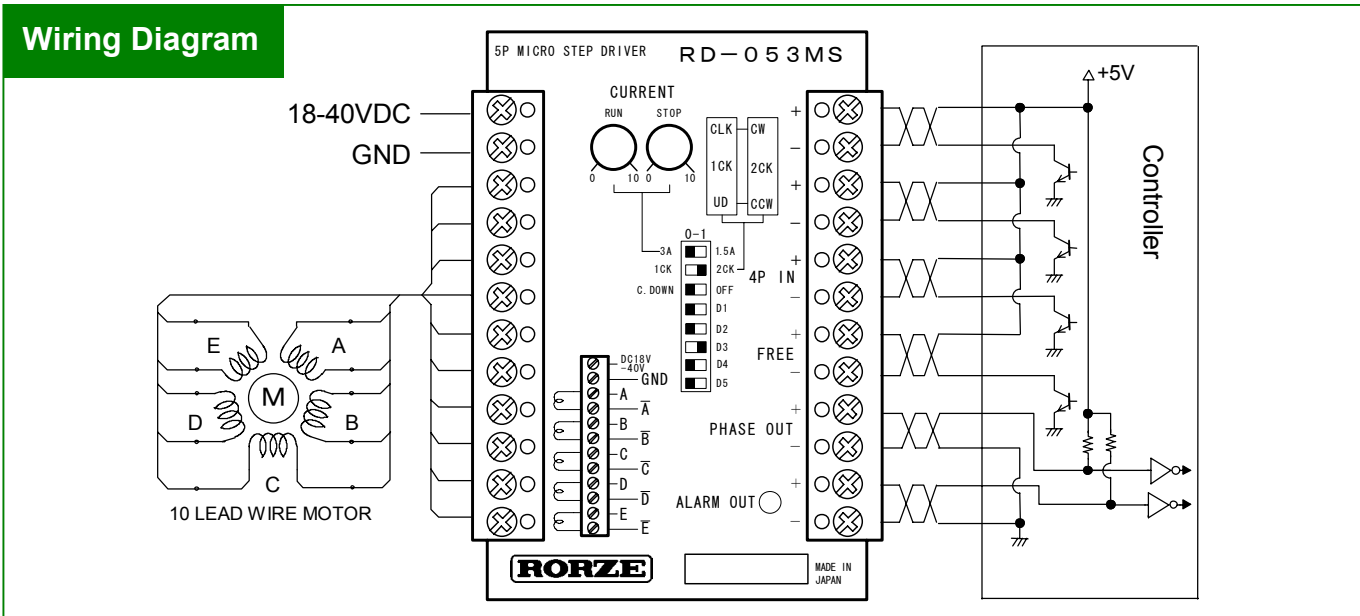 Wiring Diagram
5P MICRO STEP DRIVER RD-053MS
18-40VDC
GND
CURRENT
RUN STOP
0 10 0 10
CLK CW
1CK 2CK
UD CCW
0-1
3A 1.5A
1CK 2CK
C.DOWN OFF
D1
D2
D3
D4
D5
+
−
+
−
+
4P IN
−
+
FREE
−
+
PHASE OUT
−
+
ALARM OUT
−
DC18V
-40V
GND
A
A̅
B
B̅
C
C̅
D
D̅
E
E̅
E A
M
D B
C
10 LEAD WIRE MOTOR
+5V
Controller
RORZE
MADE IN
JAPAN